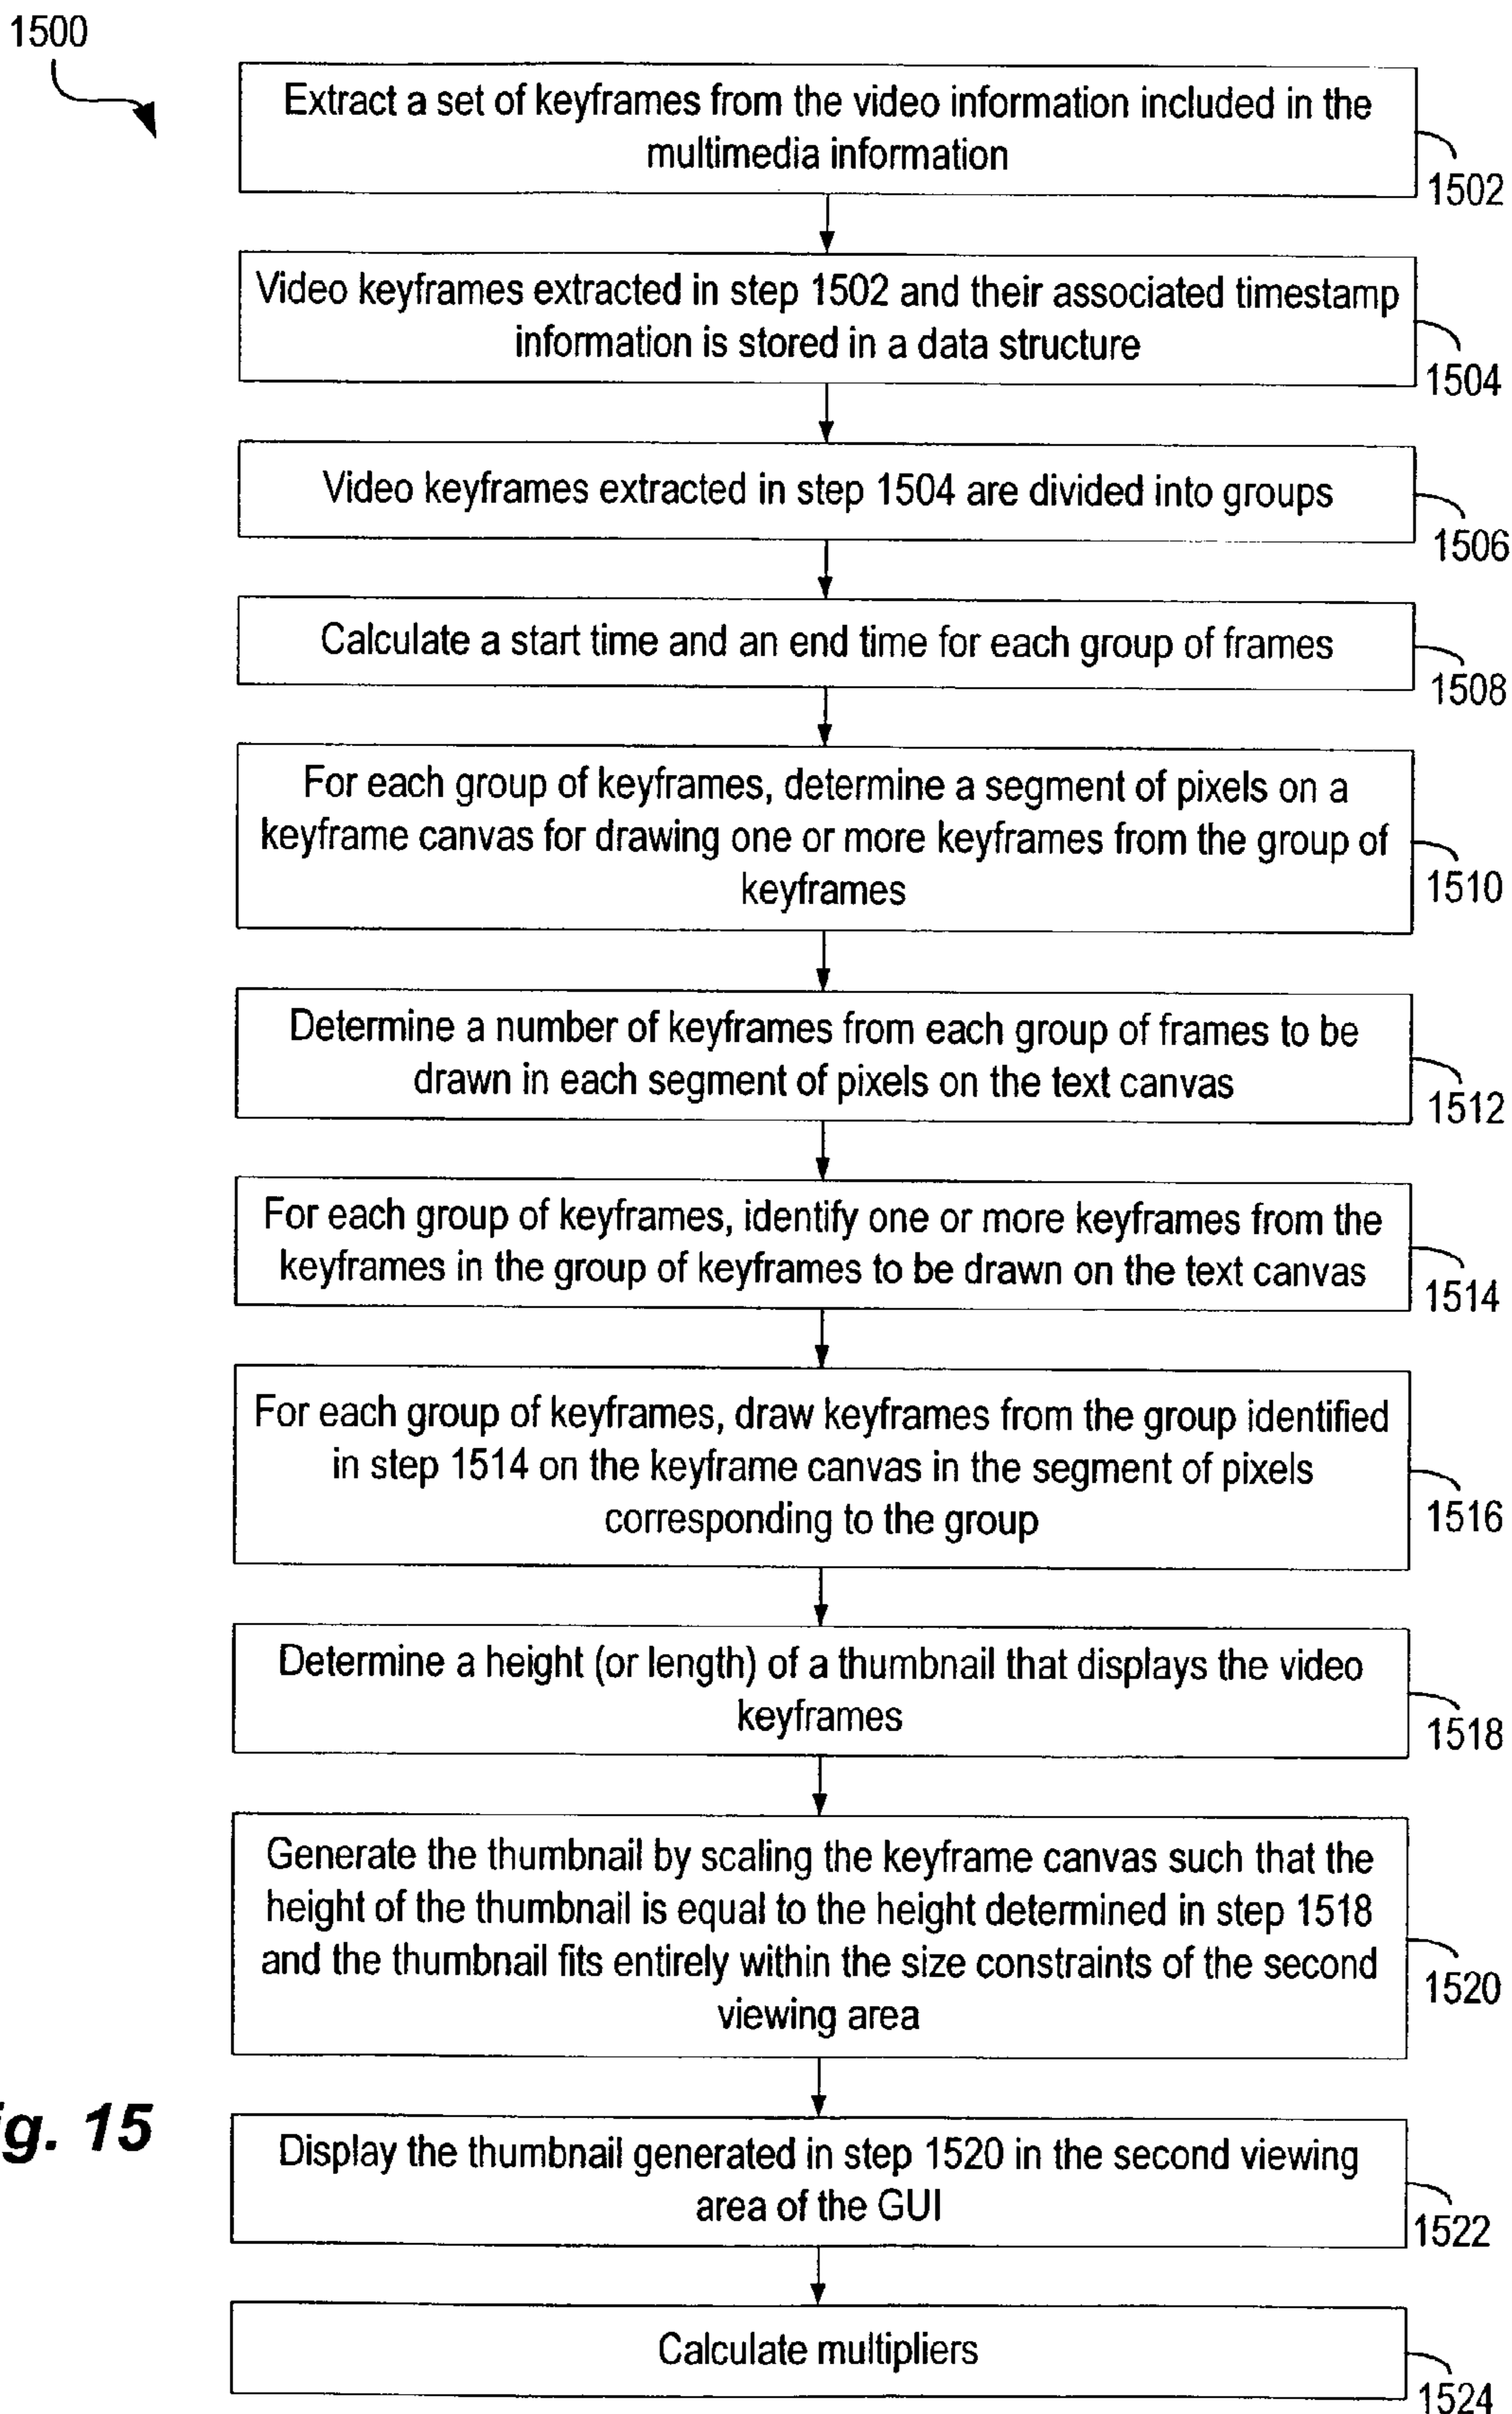 1500
Extract a set of keyframes from the video information included in the
multimedia information
1502
Video keyframes extracted in step 1502 and their associated timestamp
information is stored in a data structure
1504
Video keyframes extracted in step 1504 are divided into groups
1506
Calculate a start time and an end time for each group of frames
1508
For each group of keyframes, determine a segment of pixels on a
keyframe canvas for drawing one or more keyframes from the group of
keyframes
1510
Determine a number of keyframes from each group of frames to be
drawn in each segment of pixels on the text canvas
1512
For each group of keyframes, identify one or more keyframes from the
keyframes in the group of keyframes to be drawn on the text canvas
1514
For each group of keyframes, draw keyframes from the group identified
in step 1514 on the keyframe canvas in the segment of pixels
corresponding to the group
1516
Determine a height (or length) of a thumbnail that displays the video
keyframes
1518
Generate the thumbnail by scaling the keyframe canvas such that the
height of the thumbnail is equal to the height determined in step 1518
and the thumbnail fits entirely within the size constraints of the second
viewing area
1520
ig. 15
Display the thumbnail generated in step 1520 in the second viewing
area of the GUI
1522
Calculate multipliers
1524